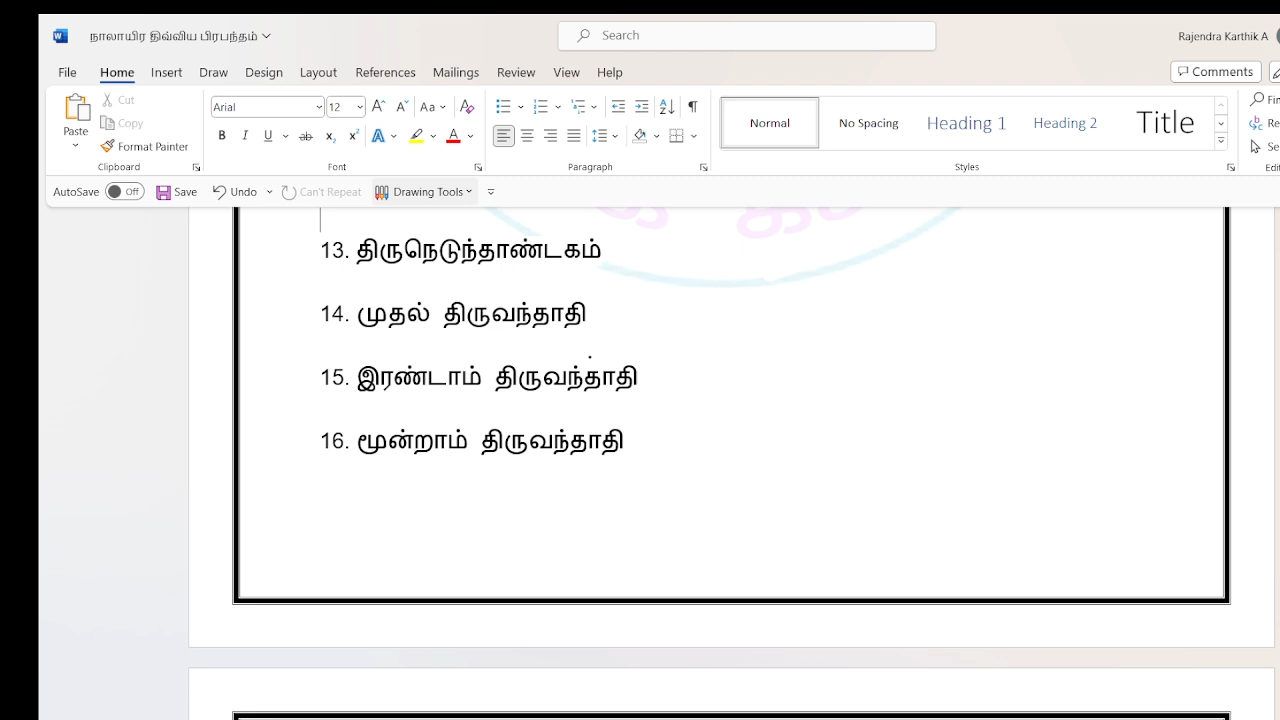 நாலாயிர திவ்விய பிரபந்தம்
Search
Rajendra Karthik A
File Home Insert Draw Design Layout References Mailings Review View Help
Comments
Paste
Cut
Copy
Format Painter
Clipboard
Arial 12
Font
Paragraph
Normal No Spacing Heading 1 Heading 2 Title
Styles
AutoSave Off Save Undo Can't Repeat Drawing Tools
13. திருநெடுந்தாண்டகம்
14. முதல் திருவந்தாதி
15. இரண்டாம் திருவந்தாதி
16. மூன்றாம் திருவந்தாதி